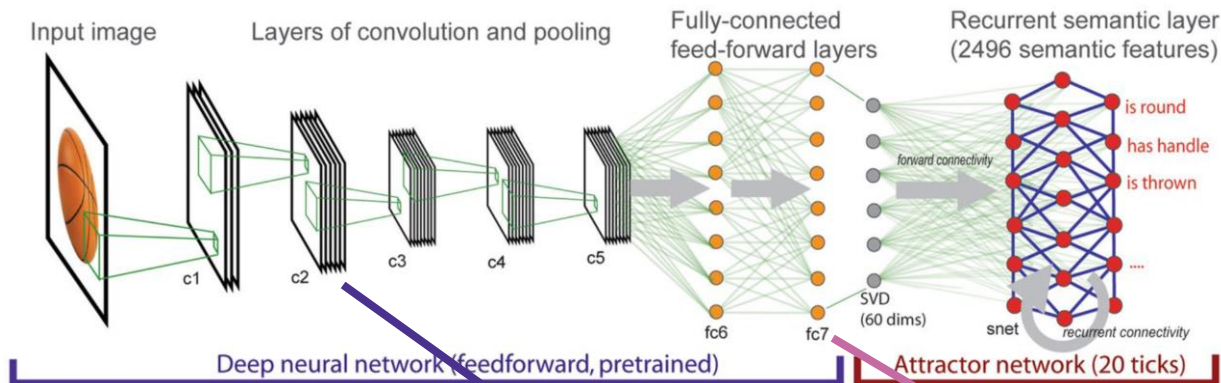 Input image
Layers of convolution and pooling
Fully-connected
feed-forward layers
Recurrent semantic layer
(2496 semantic features)
is round
has handle
is thrown
....
forward connectivity
c1
c2
c3
c4
c5
fc6
fc7
SVD
(60 dims)
snet
recurrent connectivity
Deep neural network (feedforward, pretrained)
Attractor network (20 ticks)